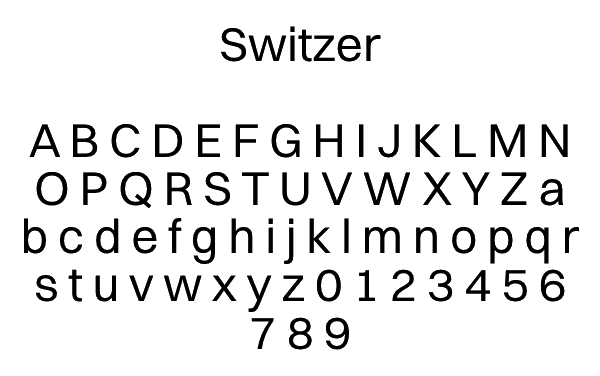 Switzer
A B C D E F G H I J K L M N
O P Q R S T U V W X Y Z a
b c d e f g h i j k l m n o p q r
s t u v w x y z 0 1 2 3 4 5 6
7 8 9